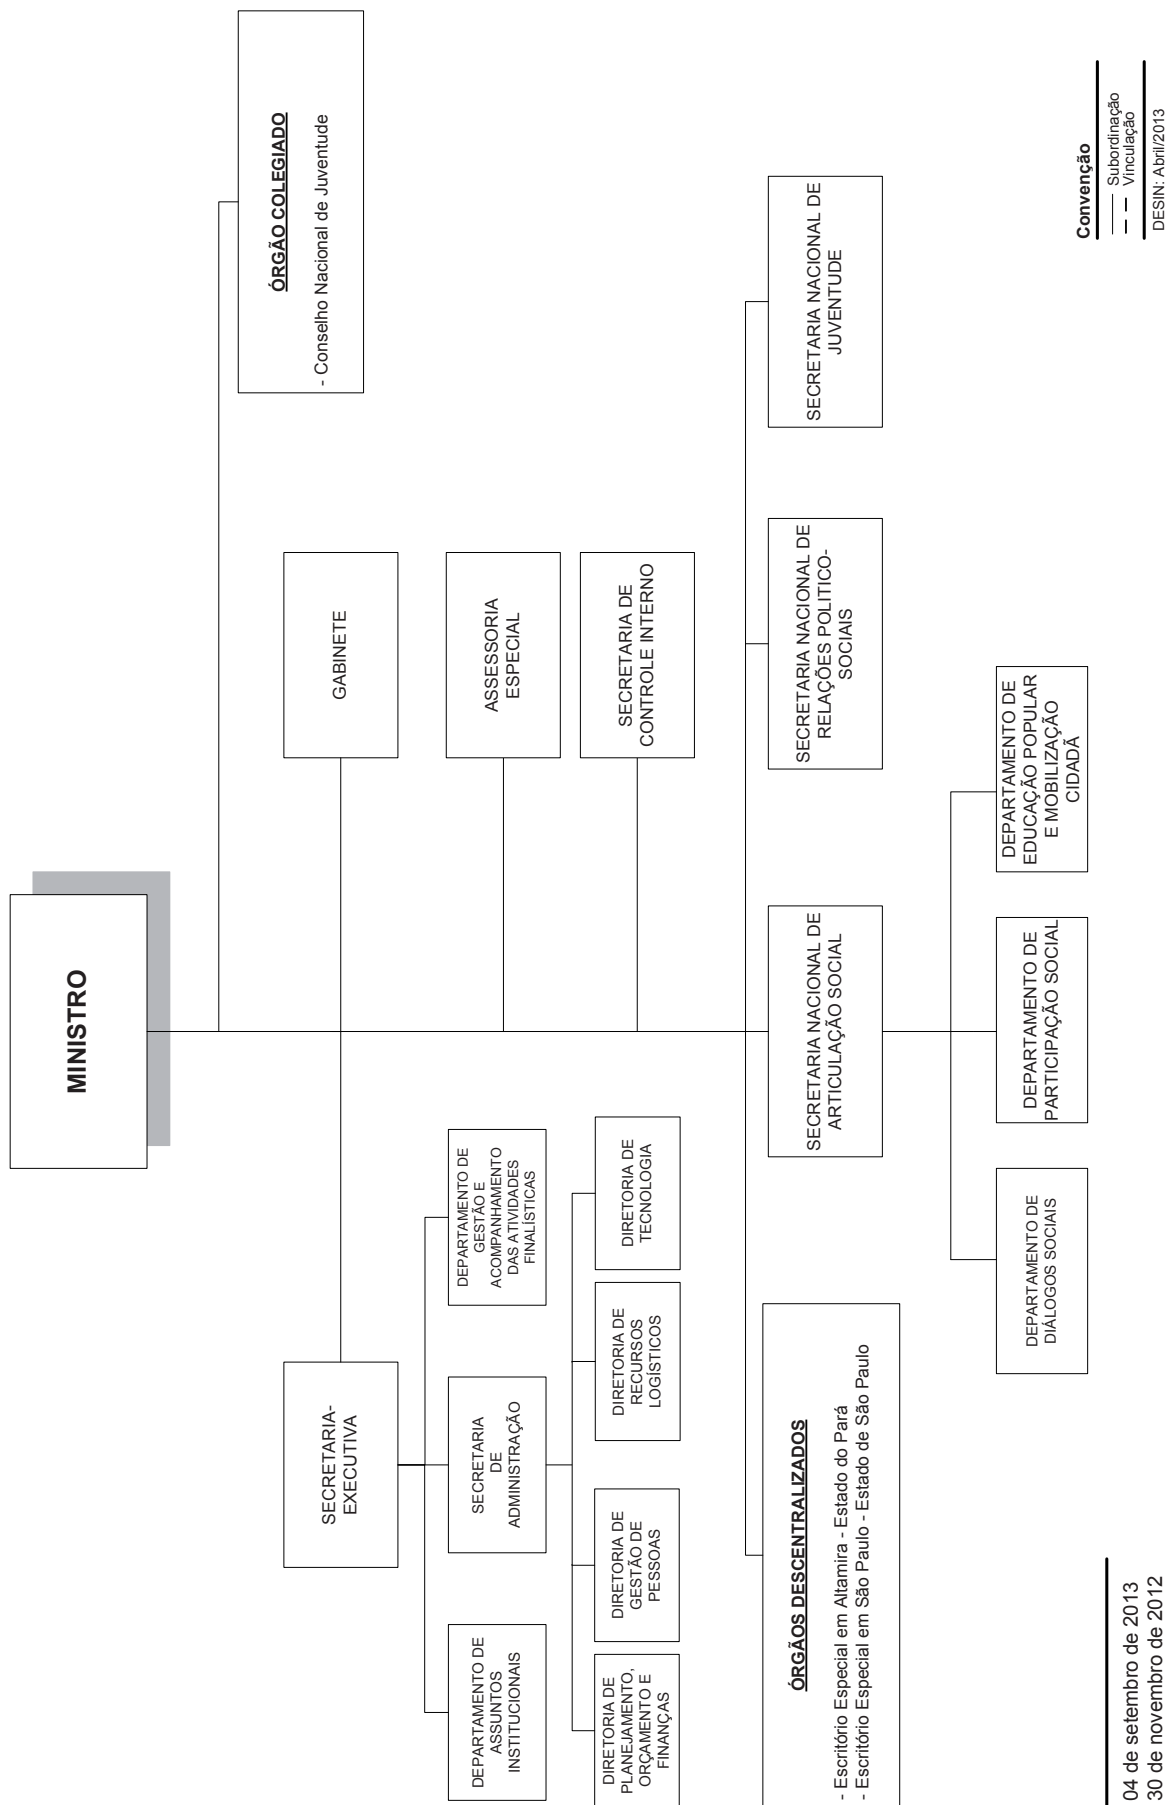 MINISTRO
ÓRGÃO COLEGIADO
- Conselho Nacional de Juventude
SECRETARIA-
EXECUTIVA
GABINETE
DEPARTAMENTO DE
ASSUNTOS
INSTITUCIONAIS
SECRETARIA
DE
ADMINISTRAÇÃO
DEPARTAMENTO DE
GESTÃO E
ACOMPANHAMENTO
DAS ATIVIDADES
FINALÍSTICAS
ASSESSORIA
ESPECIAL
DIRETORIA DE
PLANEJAMENTO,
ORÇAMENTO E
FINANÇAS
DIRETORIA DE
GESTÃO DE
PESSOAS
DIRETORIA DE
RECURSOS
LOGÍSTICOS
DIRETORIA DE
TECNOLOGIA
SECRETARIA DE
CONTROLE INTERNO
ÓRGÃOS DESCENTRALIZADOS
- Escritório Especial em Altamira - Estado do Pará
- Escritório Especial em São Paulo - Estado de São Paulo
SECRETARIA NACIONAL DE
ARTICULAÇÃO SOCIAL
SECRETARIA NACIONAL DE
RELAÇÕES POLITICO-
SOCIAIS
SECRETARIA NACIONAL DE
JUVENTUDE
DEPARTAMENTO DE
DIÁLOGOS SOCIAIS
DEPARTAMENTO DE
PARTICIPAÇÃO SOCIAL
DEPARTAMENTO DE
EDUCAÇÃO POPULAR
E MOBILIZAÇÃO
CIDADÃ
04 de setembro de 2013
30 de novembro de 2012
Convenção
Subordinação
Vinculação
DESIN: Abril/2013